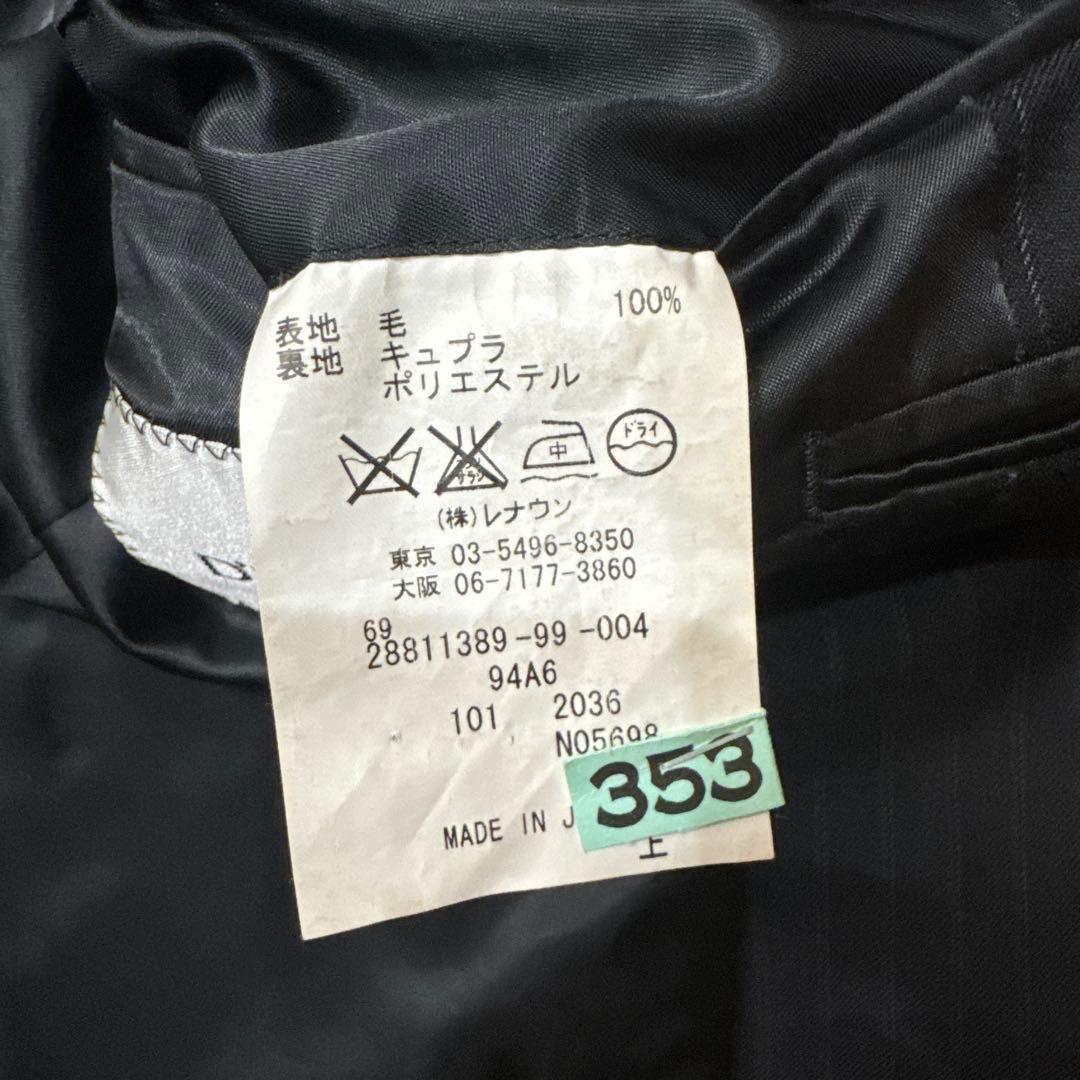 表地 毛 100%
裏地 キュプラ
ポリエステル
中 ドライ
(株)レナウン
東京 03-5496-8350
大阪 06-7177-3860
69
28811389-99-004
94A6
101 2036
N05698
353
MADE IN J
上